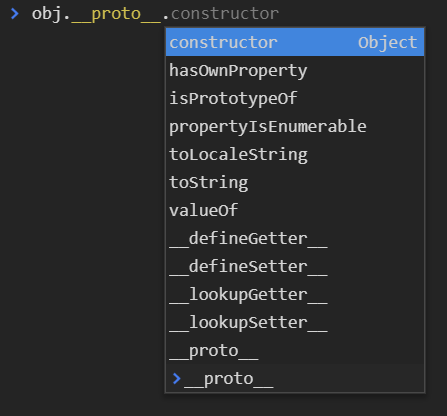 > obj.__proto__.constructor
constructor Object
hasOwnProperty
isPrototypeOf
propertyIsEnumerable
toLocaleString
toString
valueOf
__defineGetter__
__defineSetter__
__lookupGetter__
__lookupSetter__
__proto__
>__proto__